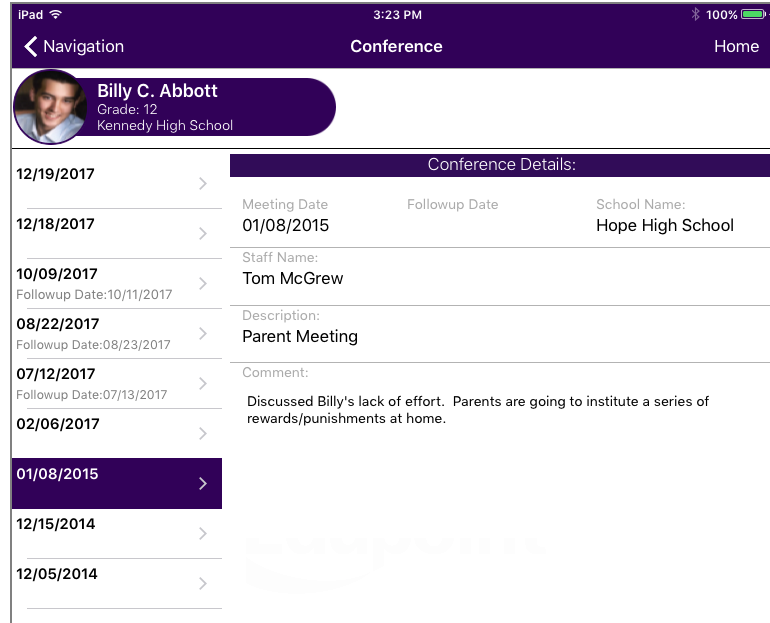 iPad
3:23 PM
100%
Navigation
Conference
Home
Billy C. Abbott
Grade: 12
Kennedy High School
12/19/2017
12/18/2017
10/09/2017
Followup Date:10/11/2017
08/22/2017
Followup Date:08/23/2017
07/12/2017
Followup Date:07/13/2017
02/06/2017
01/08/2015
12/15/2014
12/05/2014
Conference Details:
Meeting Date
Followup Date
School Name:
01/08/2015
Hope High School
Staff Name:
Tom McGrew
Description:
Parent Meeting
Comment:
Discussed Billy's lack of effort.  Parents are going to institute a series of
rewards/punishments at home.